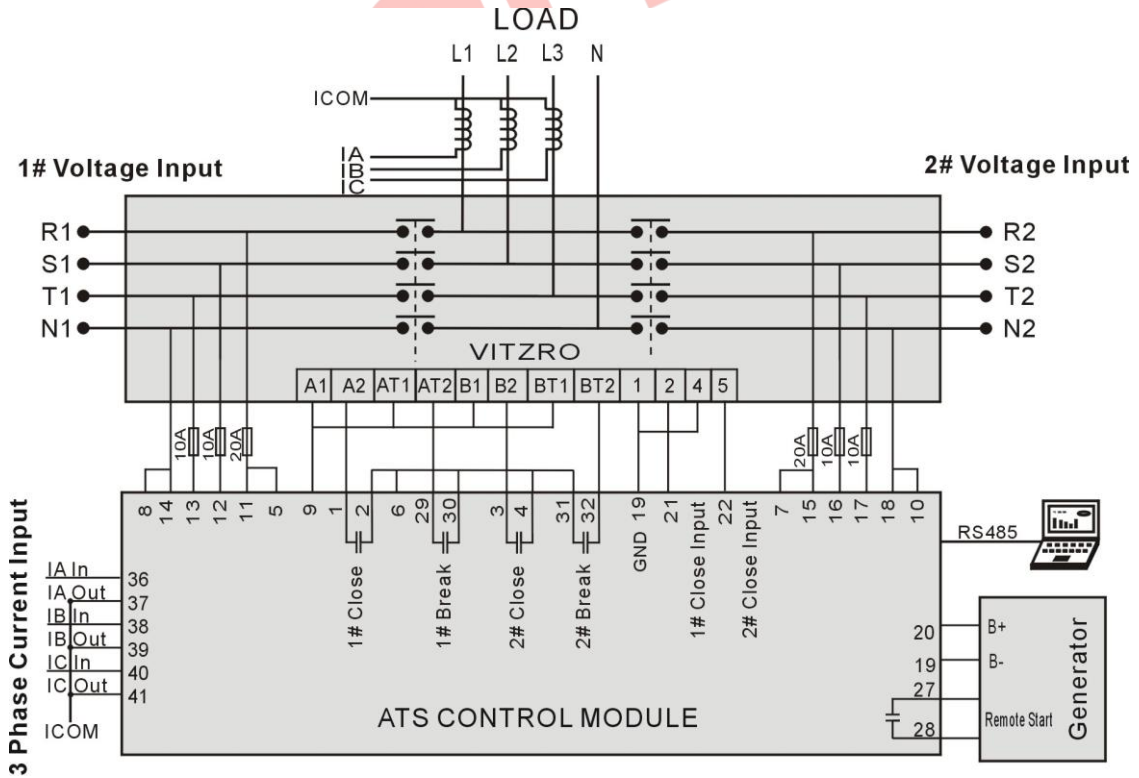 LOAD
L1 L2 L3 N
ICOM
IA
IB
IC
1# Voltage Input
2# Voltage Input
R1
S1
T1
N1
R2
S2
T2
N2
VITZRO
A1 A2 AT1 AT2 B1 B2 BT1 BT2 1 2 4 5
10A 10A 20A
20A 10A 10A
8 14 13 12 11 5 9 1 2 6 29 30 3 4 31 32 GND 19 21 22 7 15 16 17 18 10
1# Close
1# Break
2# Close
2# Break
1# Close Input
2# Close Input
RS485
3 Phase Current Input
IA In 36
IA Out 37
IB In 38
IB Out 39
IC In 40
IC Out 41
ICOM
ATS CONTROL MODULE
20 B+
19 B-
27
Remote Start
28
Generator